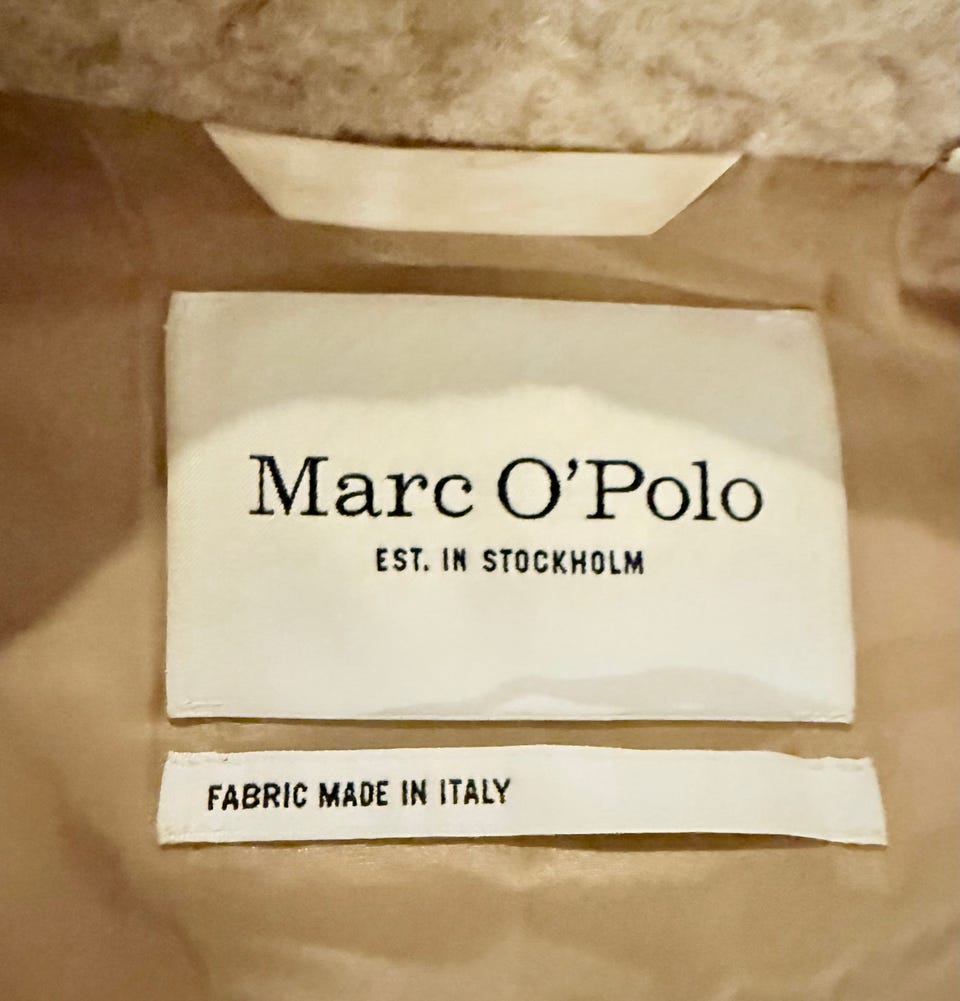 Marc O'Polo
EST. IN STOCKHOLM
FABRIC MADE IN ITALY